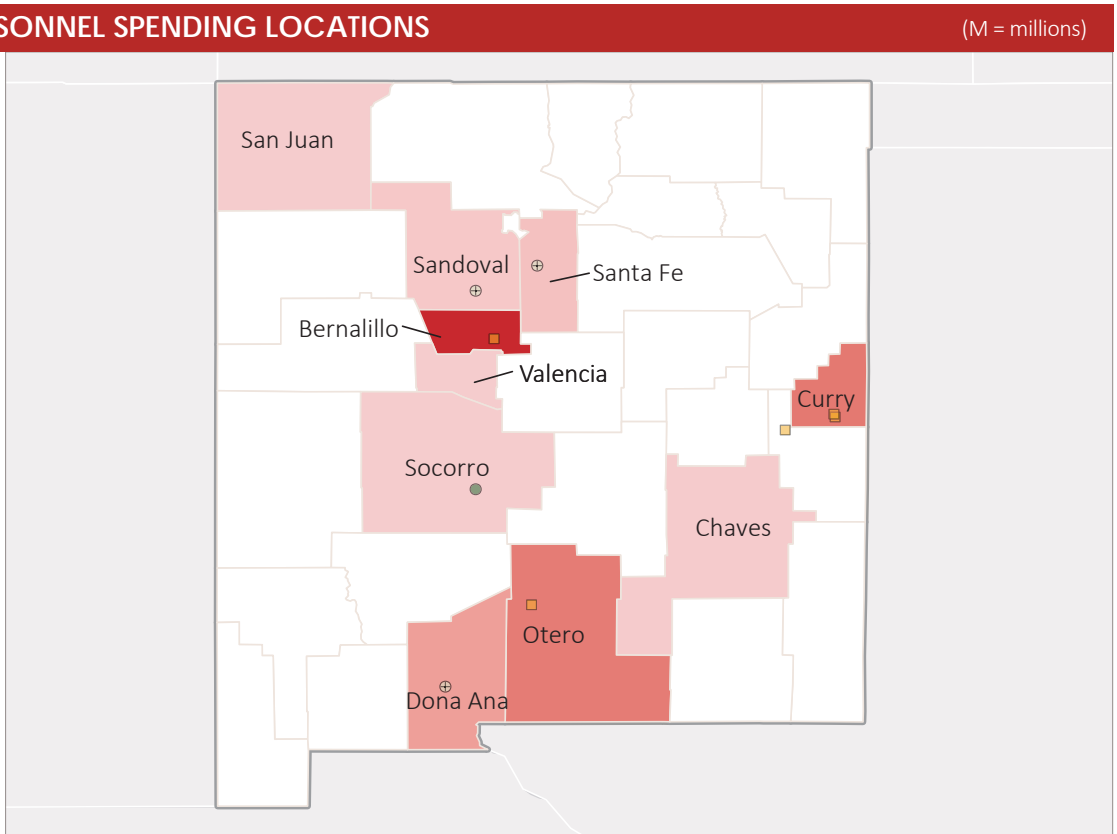 SONNEL SPENDING LOCATIONS (M = millions)
San Juan
Sandoval
Santa Fe
Bernalillo
Valencia
Curry
Socorro
Chaves
Otero
Dona Ana